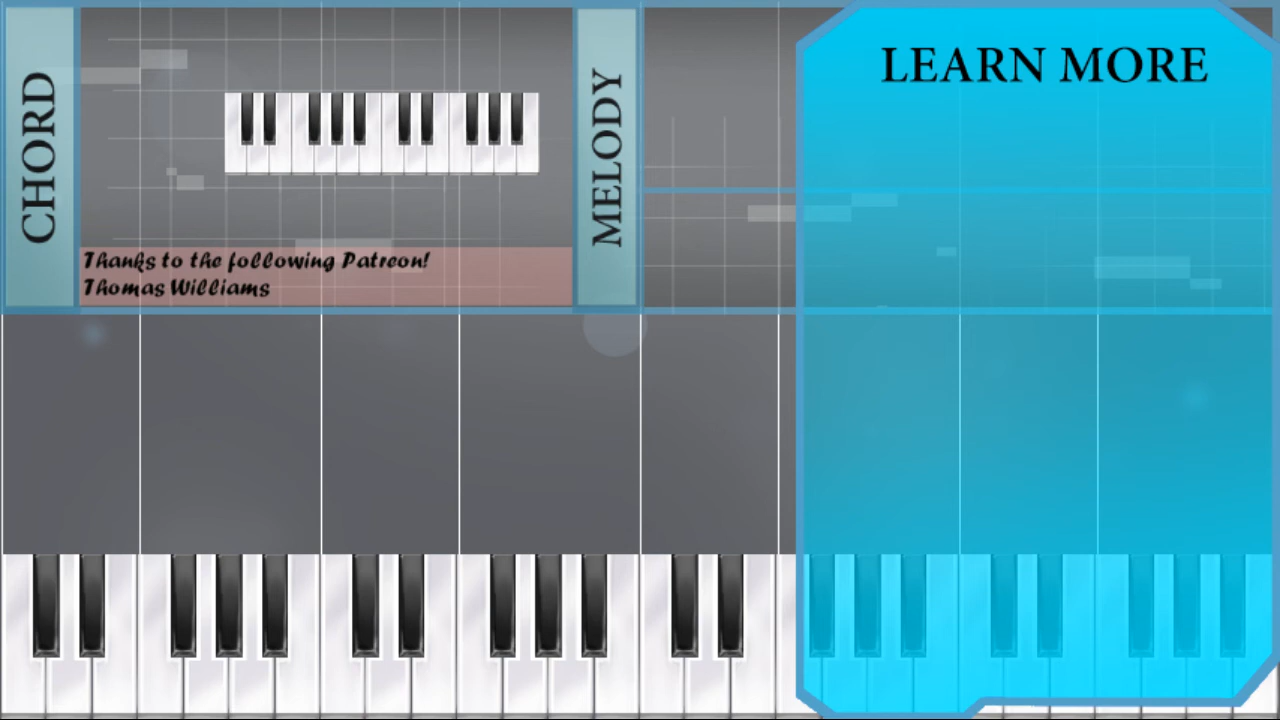 CHORD
MELODY
LEARN MORE
Thanks to the following Patreon!
Thomas Williams